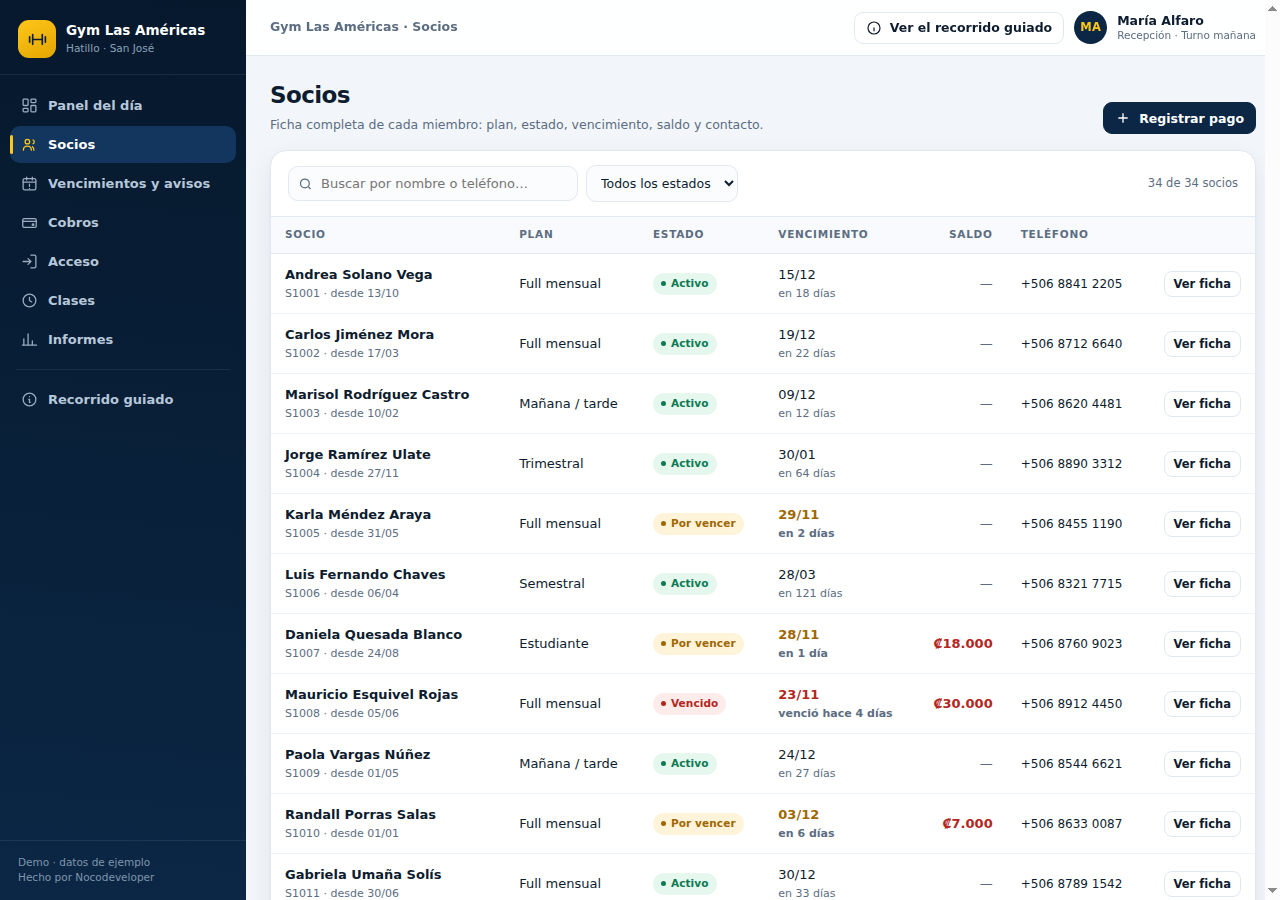 Gym Las Américas
Hatillo · San José
Panel del día
Socios
Vencimientos y avisos
Cobros
Acceso
Clases
Informes
Recorrido guiado
Demo · datos de ejemplo
Hecho por Nocodeveloper
Gym Las Américas · Socios
Ver el recorrido guiado
MA
María Alfaro
Recepción · Turno mañana
Socios
Ficha completa de cada miembro: plan, estado, vencimiento, saldo y contacto.
Registrar pago
Buscar por nombre o teléfono…
Todos los estados
34 de 34 socios
SOCIO PLAN ESTADO VENCIMIENTO SALDO TELÉFONO
Andrea Solano Vega
S1001 · desde 13/10
Full mensual
Activo
15/12
en 18 días
—
+506 8841 2205
Ver ficha
Carlos Jiménez Mora
S1002 · desde 17/03
Full mensual
Activo
19/12
en 22 días
—
+506 8712 6640
Ver ficha
Marisol Rodríguez Castro
S1003 · desde 10/02
Mañana / tarde
Activo
09/12
en 12 días
—
+506 8620 4481
Ver ficha
Jorge Ramírez Ulate
S1004 · desde 27/11
Trimestral
Activo
30/01
en 64 días
—
+506 8890 3312
Ver ficha
Karla Méndez Araya
S1005 · desde 31/05
Full mensual
Por vencer
29/11
en 2 días
—
+506 8455 1190
Ver ficha
Luis Fernando Chaves
S1006 · desde 06/04
Semestral
Activo
28/03
en 121 días
—
+506 8321 7715
Ver ficha
Daniela Quesada Blanco
S1007 · desde 24/08
Estudiante
Por vencer
28/11
en 1 día
₡18.000
+506 8760 9023
Ver ficha
Mauricio Esquivel Rojas
S1008 · desde 05/06
Full mensual
Vencido
23/11
venció hace 4 días
₡30.000
+506 8912 4450
Ver ficha
Paola Vargas Núñez
S1009 · desde 01/05
Mañana / tarde
Activo
24/12
en 27 días
—
+506 8544 6621
Ver ficha
Randall Porras Salas
S1010 · desde 01/01
Full mensual
Por vencer
03/12
en 6 días
₡7.000
+506 8633 0087
Ver ficha
Gabriela Umaña Solís
S1011 · desde 30/06
Full mensual
Activo
30/12
en 33 días
—
+506 8789 1542
Ver ficha